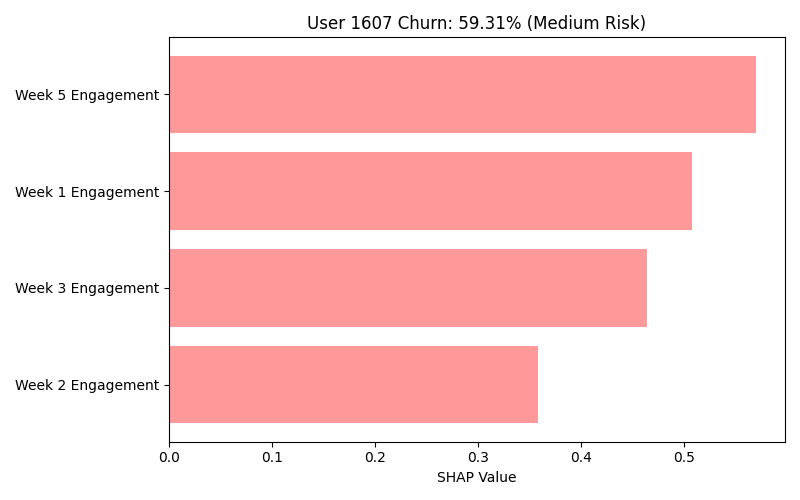 User 1607 Churn: 59.31% (Medium Risk)
Week 5 Engagement
Week 1 Engagement
Week 3 Engagement
Week 2 Engagement
0.0 0.1 0.2 0.3 0.4 0.5
SHAP Value